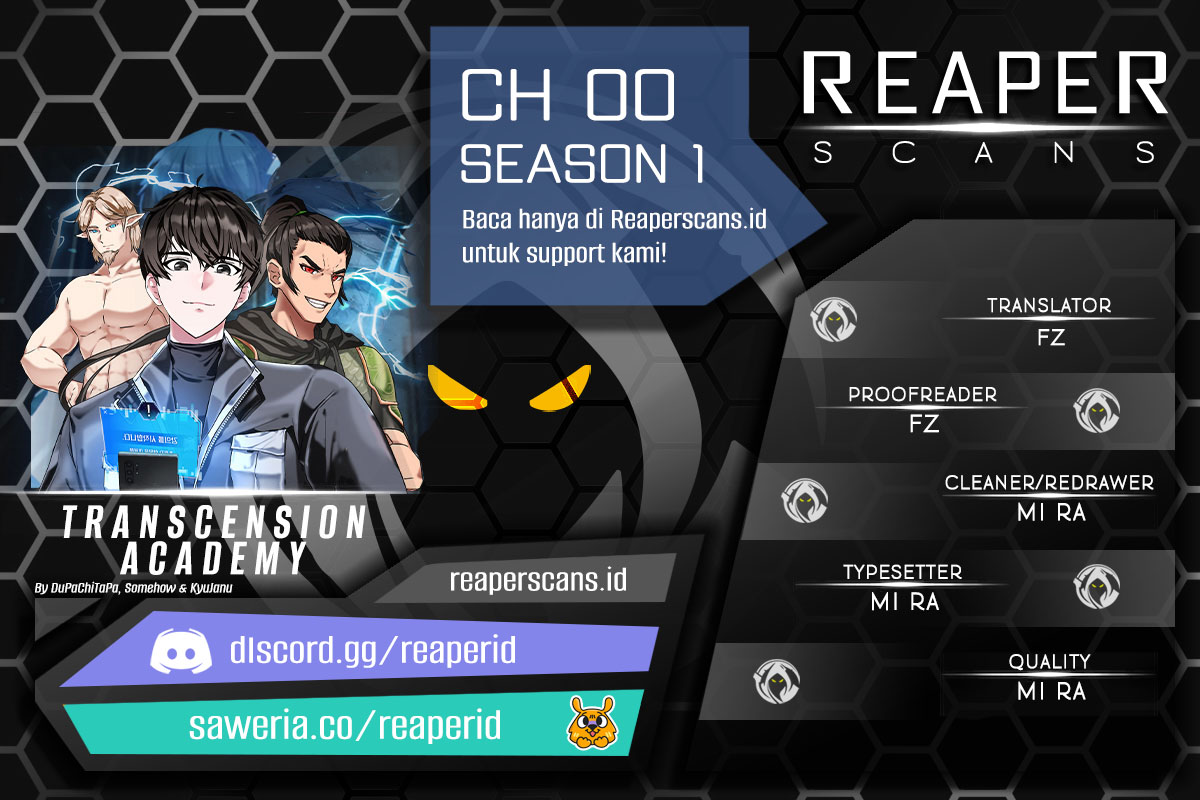 CH 00
SEASON 1
Baca hanya di Reaperscans.id
untuk support kami!
REAPER
SCANS
TRANSLATOR
FZ
PROOFREADER
FZ
CLEANER/REDRAWER
MI RA
TYPESETTER
MI RA
QUALITY
MI RA
TRANSCENSION
ACADEMY
By DuPaChiTaPa, Somehow & KyuJanu
reaperscans.id
dIscord.gg/reaperid
saweria.co/reaperid